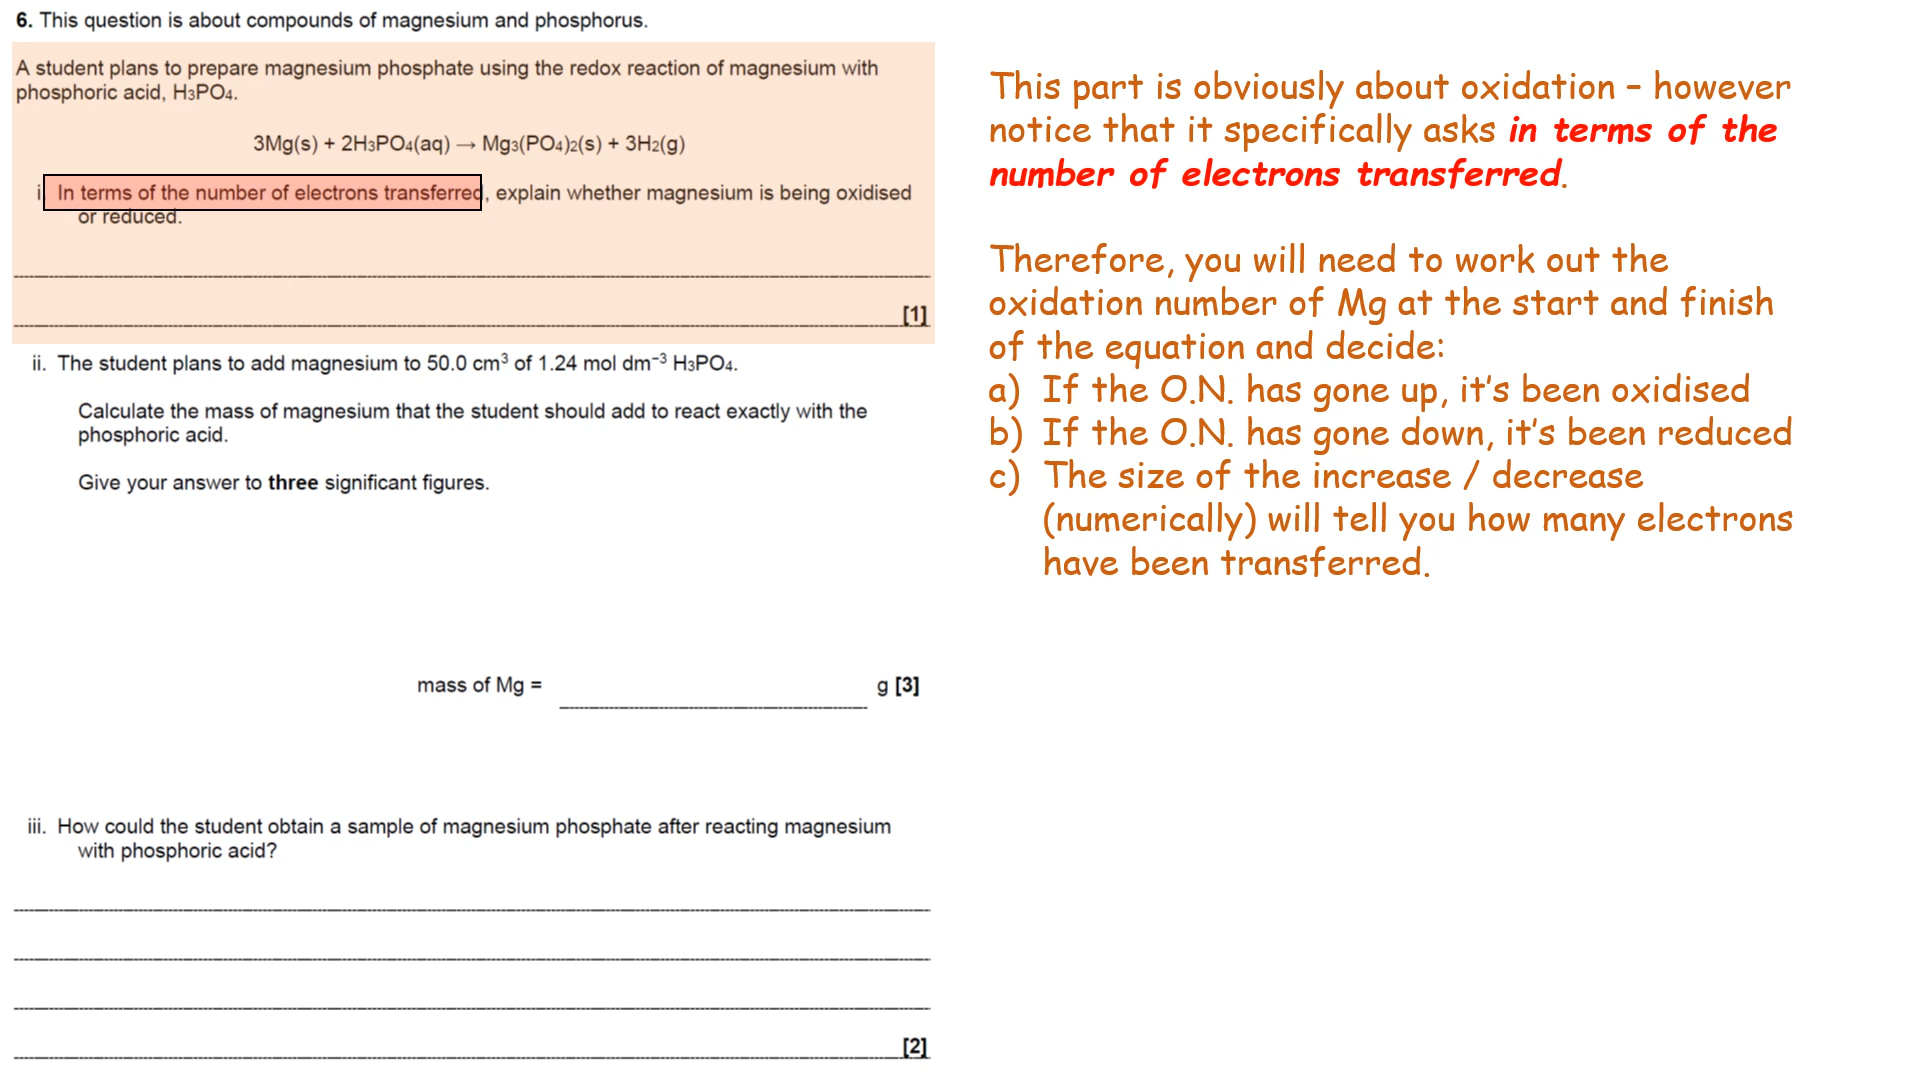 6. This question is about compounds of magnesium and phosphorus.
A student plans to prepare magnesium phosphate using the redox reaction of magnesium with
phosphoric acid, H₃PO₄.
3Mg(s) + 2H₃PO₄(aq) → Mg₃(PO₄)₂(s) + 3H₂(g)
i. In terms of the number of electrons transferred, explain whether magnesium is being oxidised
or reduced.
[1]
ii. The student plans to add magnesium to 50.0 cm³ of 1.24 mol dm⁻³ H₃PO₄.
Calculate the mass of magnesium that the student should add to react exactly with the
phosphoric acid.
Give your answer to three significant figures.
mass of Mg = g [3]
iii. How could the student obtain a sample of magnesium phosphate after reacting magnesium
with phosphoric acid?
[2]
This part is obviously about oxidation – however
notice that it specifically asks in terms of the
number of electrons transferred.
Therefore, you will need to work out the
oxidation number of Mg at the start and finish
of the equation and decide:
a) If the O.N. has gone up, it's been oxidised
b) If the O.N. has gone down, it's been reduced
c) The size of the increase / decrease
(numerically) will tell you how many electrons
have been transferred.